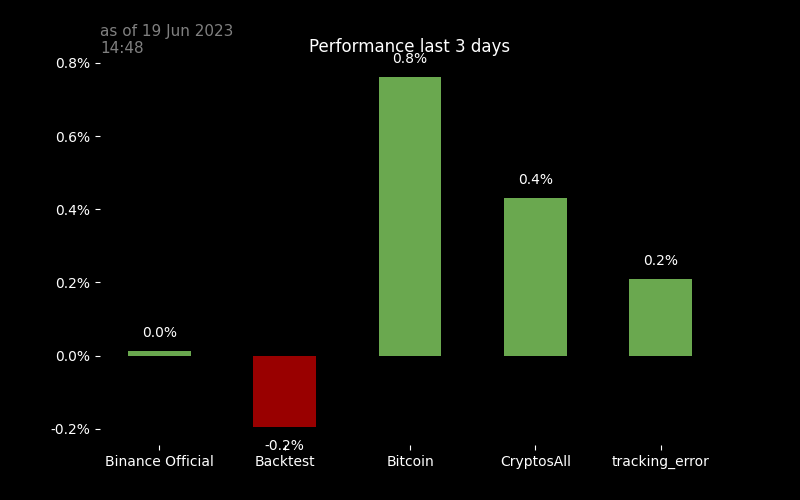 as of 19 Jun 2023
14:48
Performance last 3 days
0.8%
0.6%
0.4%
0.2%
0.0%
-0.2%
0.0%
-0.2%
0.8%
0.4%
0.2%
Binance Official
Backtest
Bitcoin
CryptosAll
tracking_error